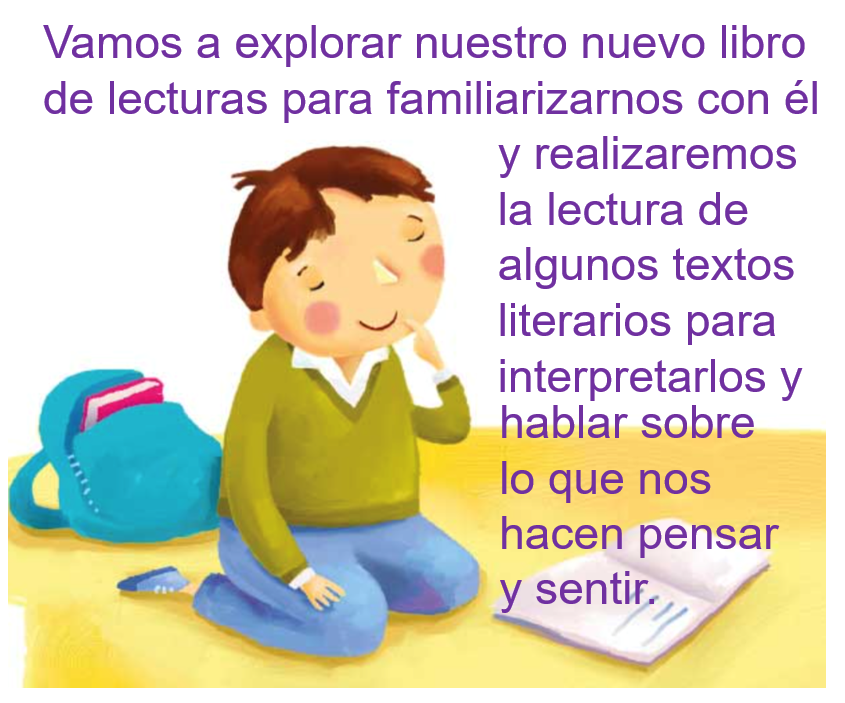 Vamos a explorar nuestro nuevo libro
de lecturas para familiarizarnos con él
y realizaremos
la lectura de
algunos textos
literarios para
interpretarlos y
hablar sobre
lo que nos
hacen pensar
y sentir.